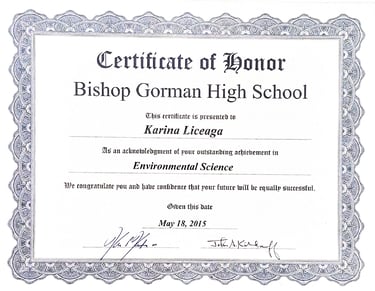 Certificate of Honor
Bishop Gorman High School
This certificate is presented to
Karina Liceaga
As an acknowledgment of your outstanding achievement in
Environmental Science
We congratulate you and have confidence that your future will be equally successful.
Given this date
May 18, 2015